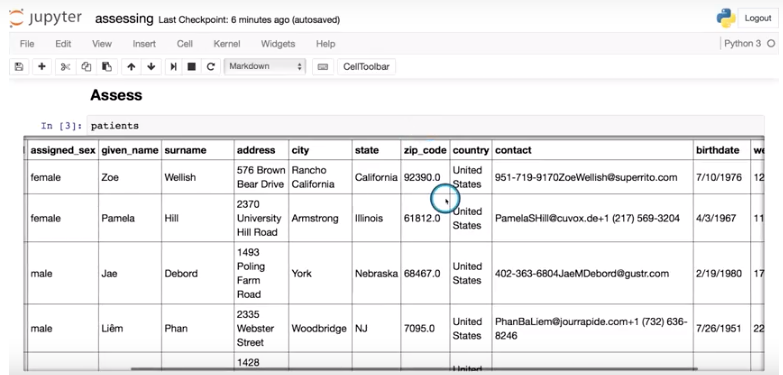 jupyter assessing Last Checkpoint: 6 minutes ago (autosaved) Logout
File Edit View Insert Cell Kernel Widgets Help Python 3
Markdown CellToolbar
Assess
In [3]: patients
assigned_sex given_name surname address city state zip_code country contact birthdate we
female Zoe Wellish 576 Brown Bear Drive Rancho California California 92390.0 United States 951-719-9170ZoeWellish@superrito.com 7/10/1976 12
female Pamela Hill 2370 University Hill Road Armstrong Illinois 61812.0 United States PamelaSHill@cuvox.de+1 (217) 569-3204 4/3/1967 11
male Jae Debord 1493 Poling Farm Road York Nebraska 68467.0 United States 402-363-6804JaeMDebord@gustr.com 2/19/1980 17
male Liêm Phan 2335 Webster Street Woodbridge NJ 7095.0 United States PhanBaLiem@jourrapide.com+1 (732) 636-8246 7/26/1951 22
1428 United